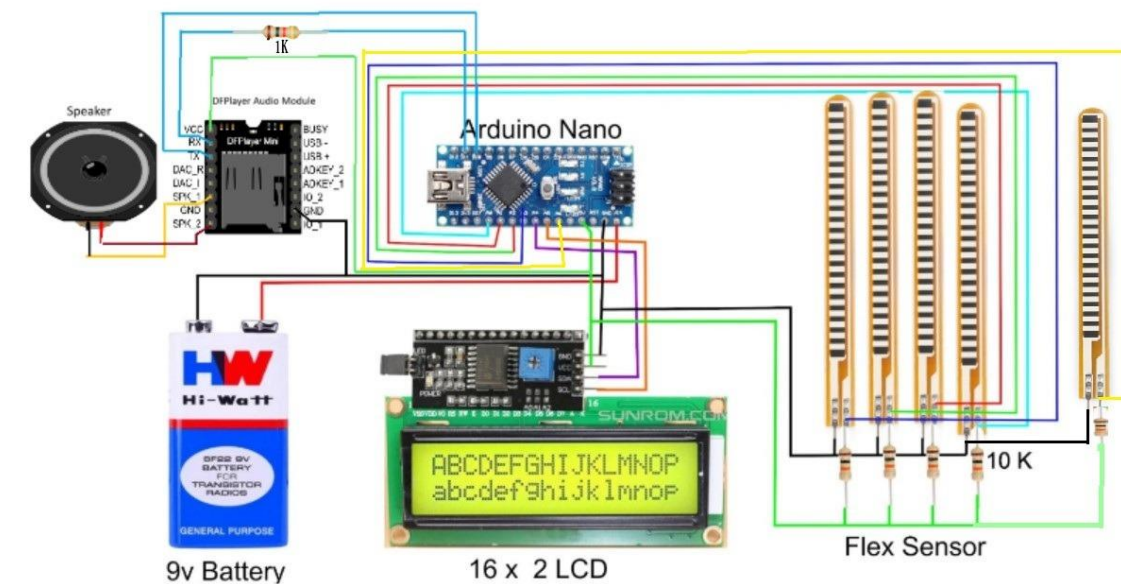 1K
DFPlayer Audio Module
Speaker
VCC
RX
TX
DAC_R
DAC_I
SPK_1
GND
SPK_2
DFPlayer Mini
BUSY
USB -
USB +
ADKEY_2
ADKEY_1
IO_2
GND
IO_1
Arduino Nano
HW
Hi-Watt
6F22 9V
BATTERY
FOR
TRANSISTOR
RADIOS
GENERAL PURPOSE
9v Battery
GND
VCC
SDA
SCL
POWER
16
SUNROM.COM
ABCDEFGHIJKLMNOP
abcdefghijklmnop
16 x 2 LCD
10 K
Flex Sensor